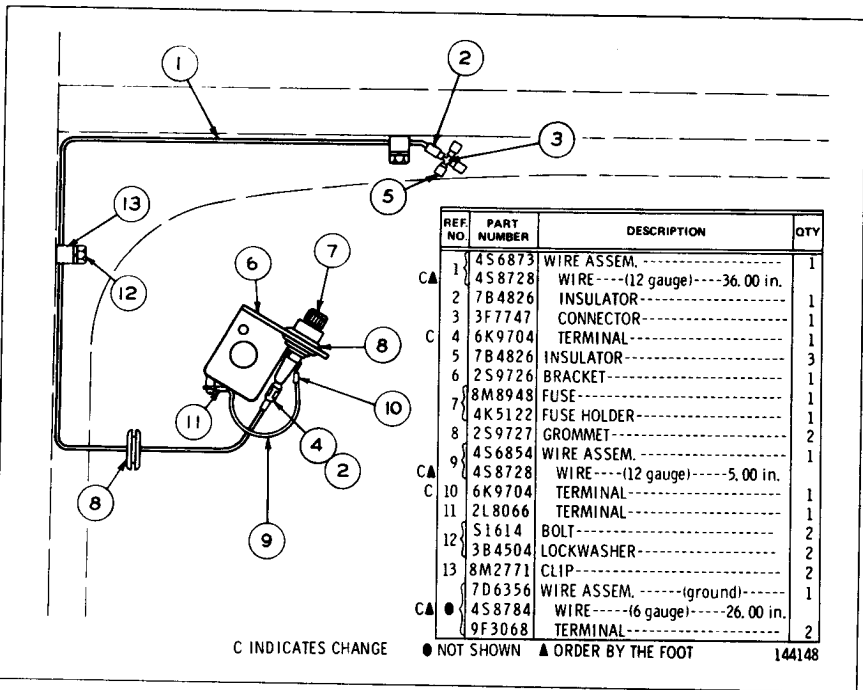 1
2
3
5
13
12
6
7
8
10
11
4
2
9
8
REF. NO. PART NUMBER DESCRIPTION QTY
1 4S6873 WIRE ASSEM. -------------------- 1
C▲ 4S8728 WIRE----(12 gauge)----36.00 in.
2 7B4826 INSULATOR-------------------- 1
3 3F7747 CONNECTOR-------------------- 1
C 4 6K9704 TERMINAL-------------------- 1
5 7B4826 INSULATOR-------------------- 3
6 2S9726 BRACKET-------------------- 1
7 8M8948 FUSE-------------------- 1
4K5122 FUSE HOLDER-------------------- 1
8 2S9727 GROMMET-------------------- 2
9 4S6854 WIRE ASSEM.-------------------- 1
C▲ 4S8728 WIRE----(12 gauge)-----5.00 in.
C 10 6K9704 TERMINAL-------------------- 1
11 2L8066 TERMINAL-------------------- 1
12 S1614 BOLT-------------------- 2
3B4504 LOCKWASHER-------------------- 2
13 8M2771 CLIP-------------------- 2
7D6356 WIRE ASSEM. ------(ground)------ 1
C▲ ● 4S8784 WIRE-----(6 gauge)-----26.00 in.
9F3068 TERMINAL-------------------- 2
C INDICATES CHANGE ● NOT SHOWN ▲ ORDER BY THE FOOT 144148